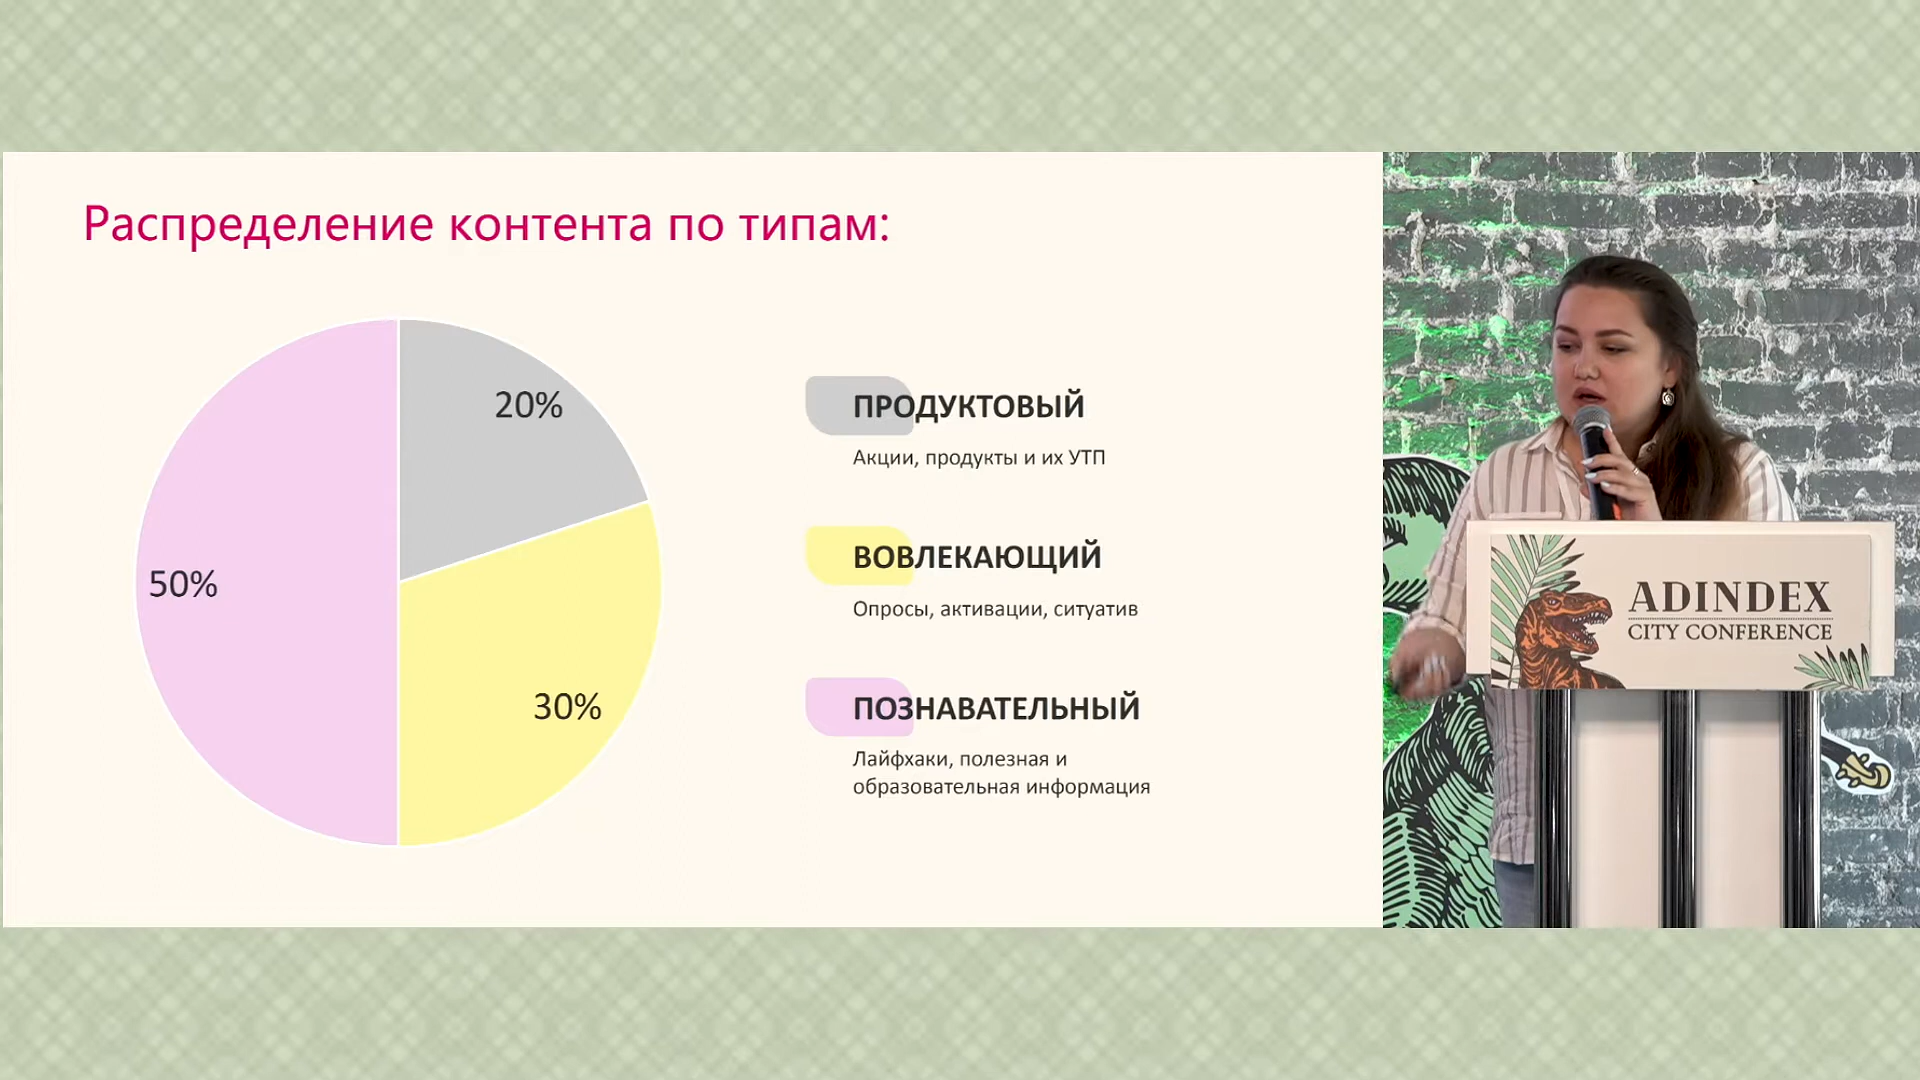 Распределение контента по типам:
20%
50%
30%
ПРОДУКТОВЫЙ
Акции, продукты и их УТП
ВОВЛЕКАЮЩИЙ
Опросы, активации, ситуатив
ПОЗНАВАТЕЛЬНЫЙ
Лайфхаки, полезная и
образовательная информация
ADINDEX
CITY CONFERENCE